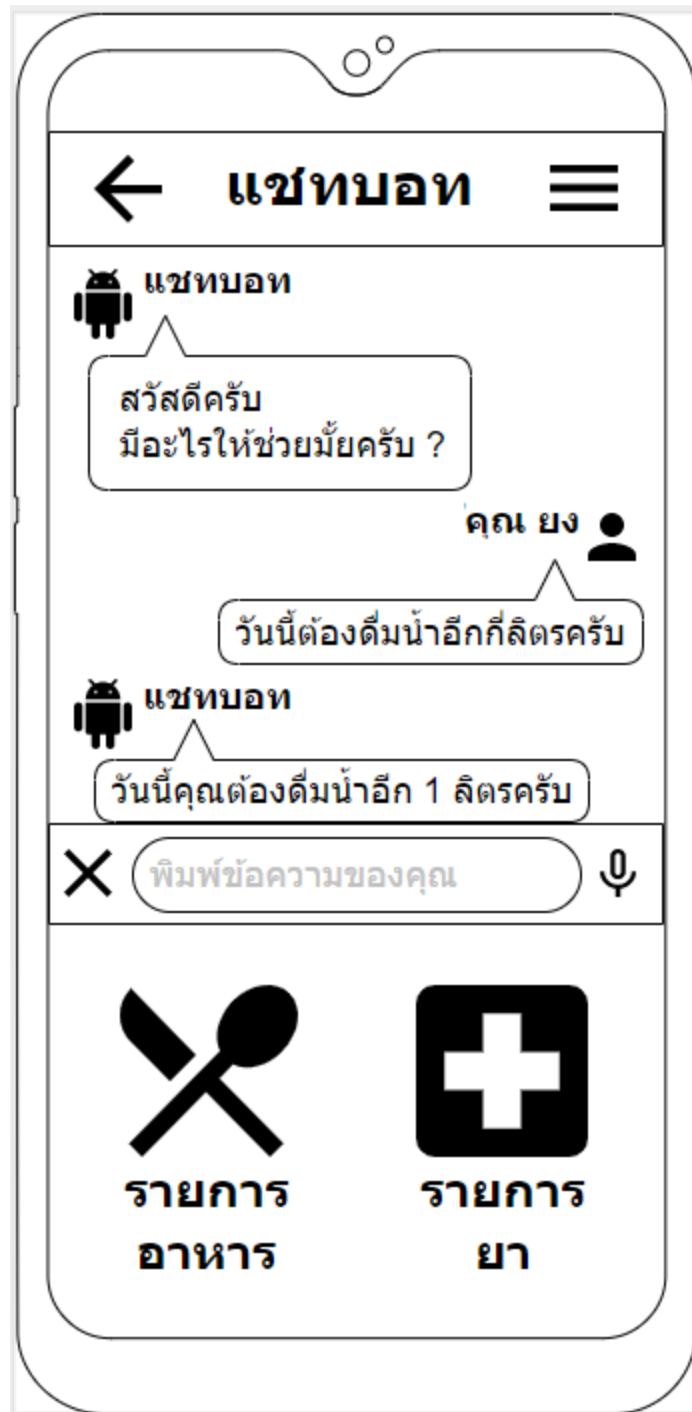 แชทบอท
แชทบอท
สวัสดีครับ
มีอะไรให้ช่วยมั้ยครับ ?
คุณ ยง
วันนี้ต้องดื่มน้ำอีกกี่ลิตรครับ
แชทบอท
วันนี้คุณต้องดื่มน้ำอีก 1 ลิตรครับ
พิมพ์ข้อความของคุณ
รายการ
อาหาร
รายการ
ยา